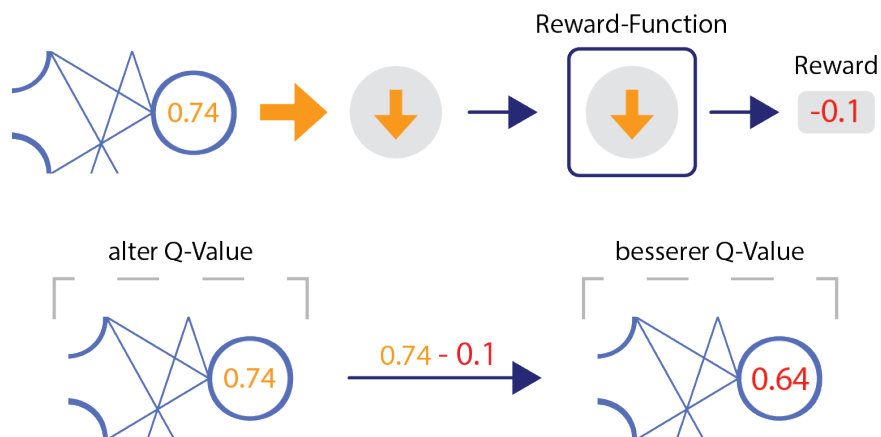 Reward-Function
Reward
0.74
-0.1
alter Q-Value
besserer Q-Value
0.74 - 0.1
0.74
0.64